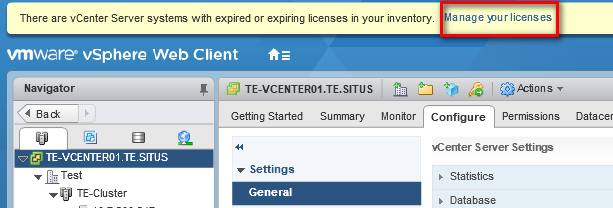 There are vCenter Server systems with expired or expiring licenses in your inventory. Manage your licenses
vmware® vSphere Web Client
Navigator
TE-VCENTER01.TE.SITUS Actions
Back
Getting Started Summary Monitor Configure Permissions Datacen
TE-VCENTER01.TE.SITUS
Test
TE-Cluster
Settings
General
vCenter Server Settings
Statistics
Database